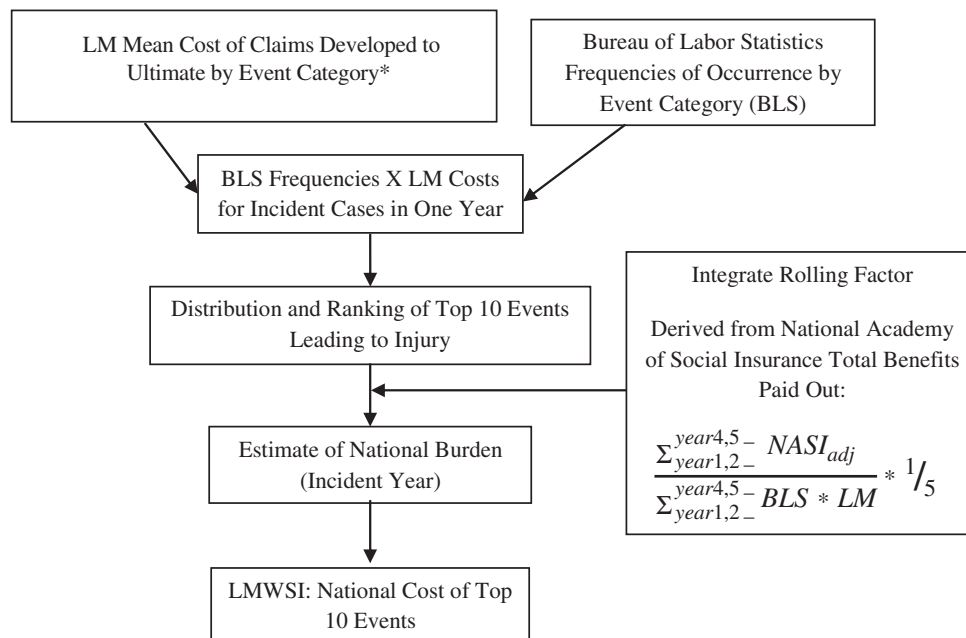 LM Mean Cost of Claims Developed to
Ultimate by Event Category*
Bureau of Labor Statistics
Frequencies of Occurrence by
Event Category (BLS)
BLS Frequencies X LM Costs
for Incident Cases in One Year
Distribution and Ranking of Top 10 Events
Leading to Injury
Integrate Rolling Factor
Derived from National Academy
of Social Insurance Total Benefits
Paid Out:
Σ year4,5– year1,2– NASI adj
Σ year4,5– year1,2– BLS * LM
* 1/5
Estimate of National Burden
(Incident Year)
LMWSI: National Cost of Top
10 Events